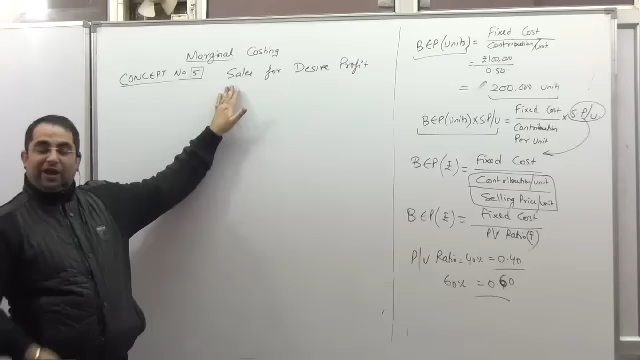 Marginal Costing
CONCEPT No 5 Sales for Desire Profit
BEP (Units) = Fixed Cost
Contribution/unit
= ₹100,000
0.50
= 200,000 units
BEP (Units) x SP/U = Fixed Cost x S P/U
Contribution
Per Unit
BEP (₹) = Fixed Cost
Contribution/unit
Selling Price/unit
BEP (₹) = Fixed Cost
P/V Ratio
P/V Ratio = 40% = 0.40
60% = 0.60